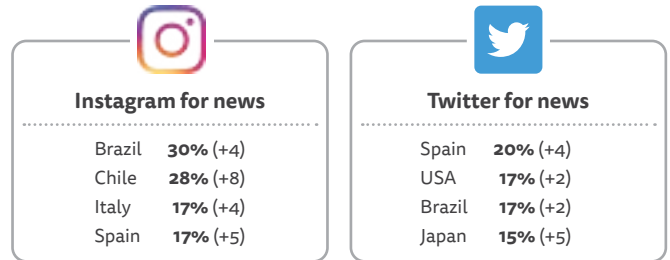 Instagram for news
Brazil 30% (+4)
Chile 28% (+8)
Italy 17% (+4)
Spain 17% (+5)
Twitter for news
Spain 20% (+4)
USA 17% (+2)
Brazil 17% (+2)
Japan 15% (+5)